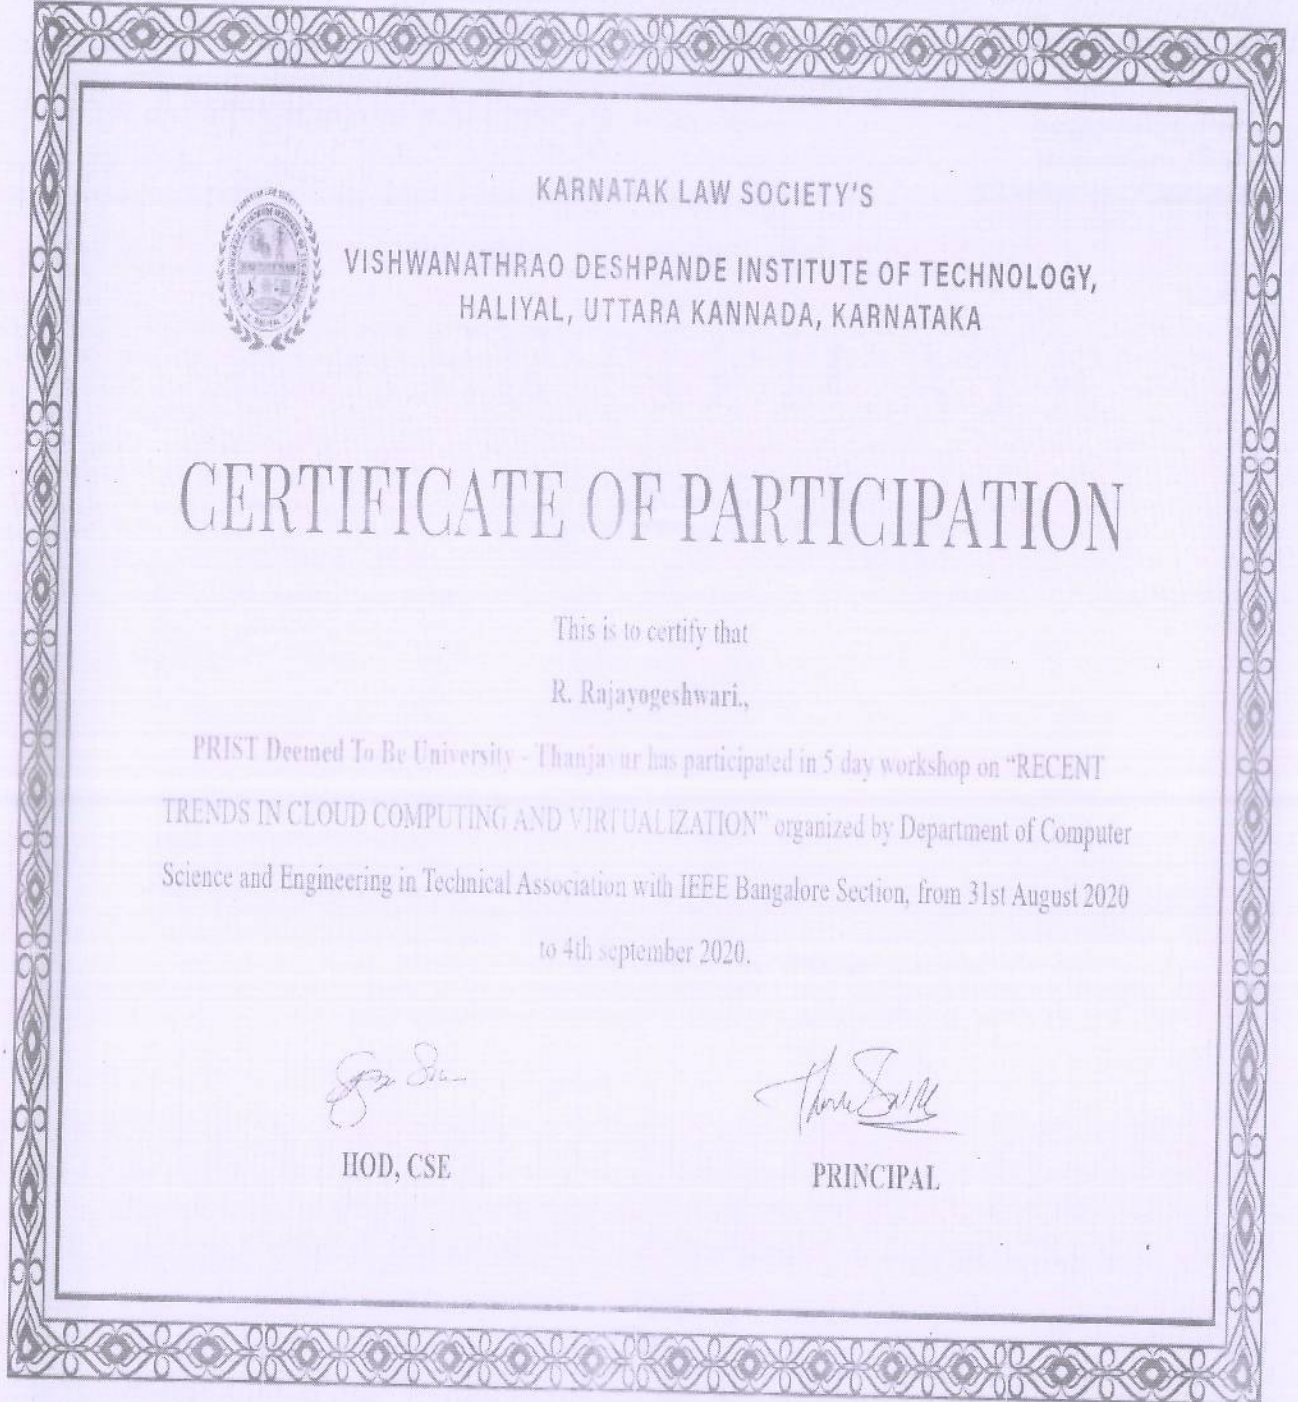 KARNATAK LAW SOCIETY'S
VISHWANATHRAO DESHPANDE INSTITUTE OF TECHNOLOGY,
HALIYAL, UTTARA KANNADA, KARNATAKA
CERTIFICATE OF PARTICIPATION
This is to certify that
R. Rajayogeshwari.,
PRIST Deemed To Be University - Thanjavur has participated in 5 day workshop on “RECENT
TRENDS IN CLOUD COMPUTING AND VIRTUALIZATION” organized by Department of Computer
Science and Engineering in Technical Association with IEEE Bangalore Section, from 31st August 2020
to 4th september 2020.
HOD, CSE
PRINCIPAL